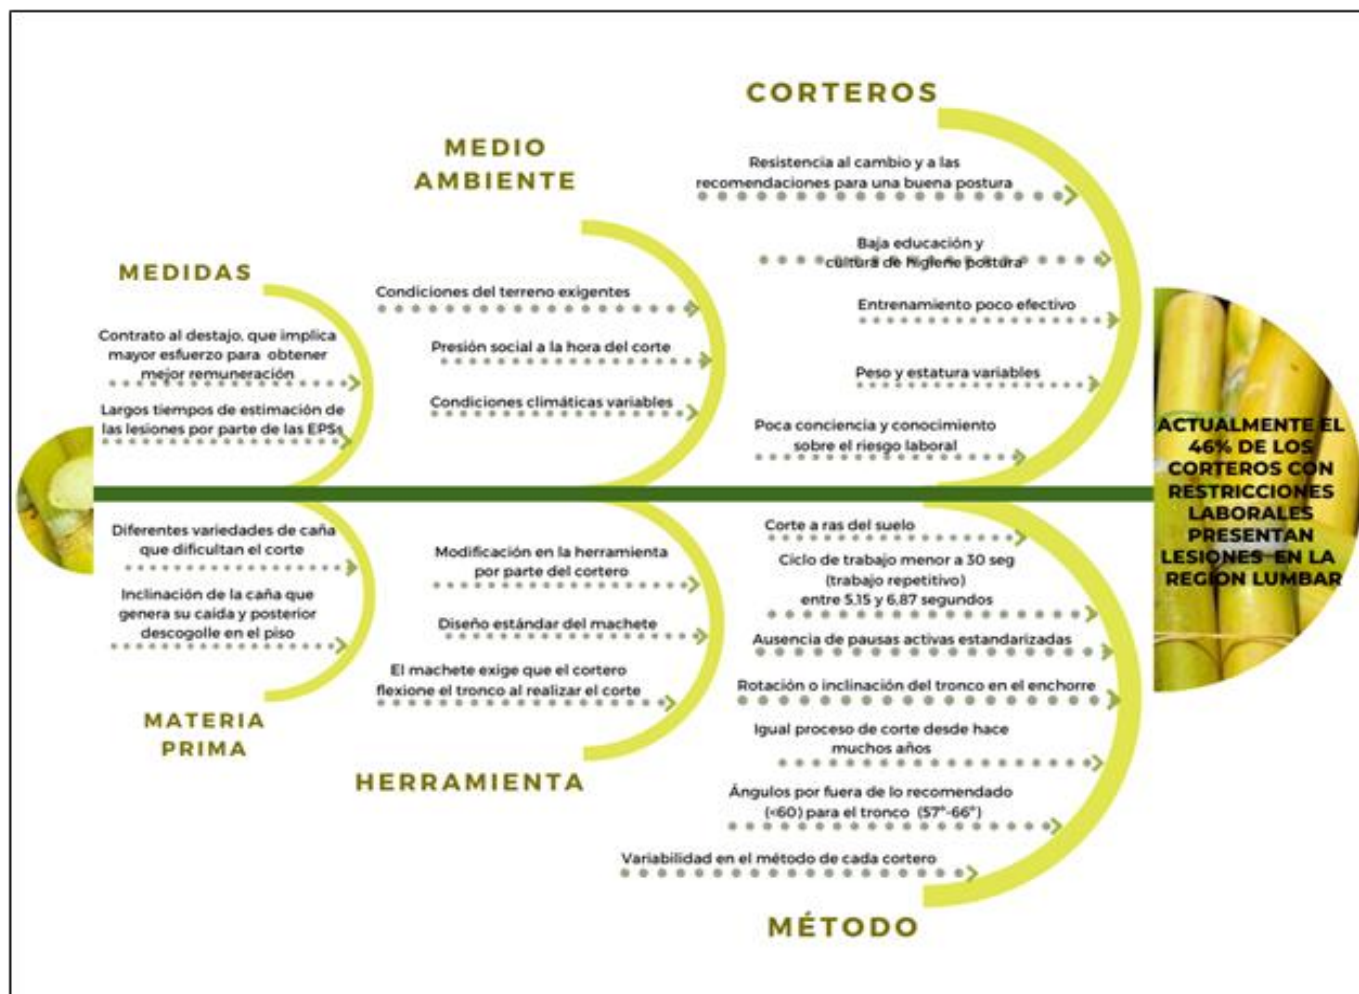 CORTEROS
Resistencia al cambio y a las
recomendaciones para una buena postura
Baja educación y
cultura de higiene postura
Entrenamiento poco efectivo
Peso y estatura variables
Poca conciencia y conocimiento
sobre el riesgo laboral
MEDIO
AMBIENTE
Condiciones del terreno exigentes
Presión social a la hora del corte
Condiciones climáticas variables
MEDIDAS
Contrato al destajo, que implica
mayor esfuerzo para obtener
mejor remuneración
Largos tiempos de estimación de
las lesiones por parte de las EPSs
ACTUALMENTE EL
46% DE LOS
CORTEROS CON
RESTRICCIONES
LABORALES
PRESENTAN
LESIONES EN LA
REGIÓN LUMBAR
Diferentes variedades de caña
que dificultan el corte
Inclinación de la caña que
genera su caída y posterior
descogolle en el piso
MATERIA
PRIMA
Modificación en la herramienta
por parte del cortero
Diseño estándar del machete
El machete exige que el cortero
flexione el tronco al realizar el corte
HERRAMIENTA
Corte a ras del suelo
Ciclo de trabajo menor a 30 seg
(trabajo repetitivo)
entre 5,15 y 6,87 segundos
Ausencia de pausas activas estandarizadas
Rotación o inclinación del tronco en el enchorre
Igual proceso de corte desde hace
muchos años
Ángulos por fuera de lo recomendado
(<60) para el tronco (57°-66°)
Variabilidad en el método de cada cortero
MÉTODO